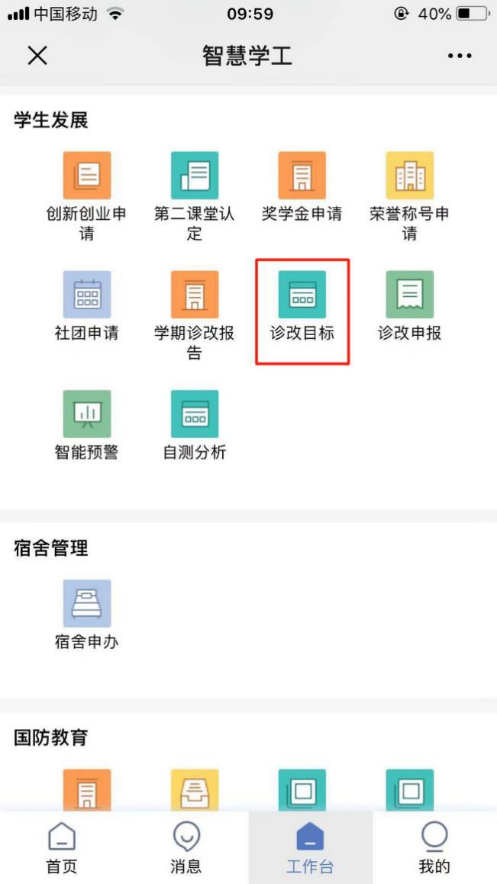 中国移动 09:59 40%
智慧学工
学生发展
创新创业申 第二课堂认 奖学金申请 荣誉称号申
请 定 请
社团申请 学期诊改报 诊改目标 诊改申报
告
智能预警 自测分析
宿舍管理
宿舍申办
国防教育
首页 消息 工作台 我的